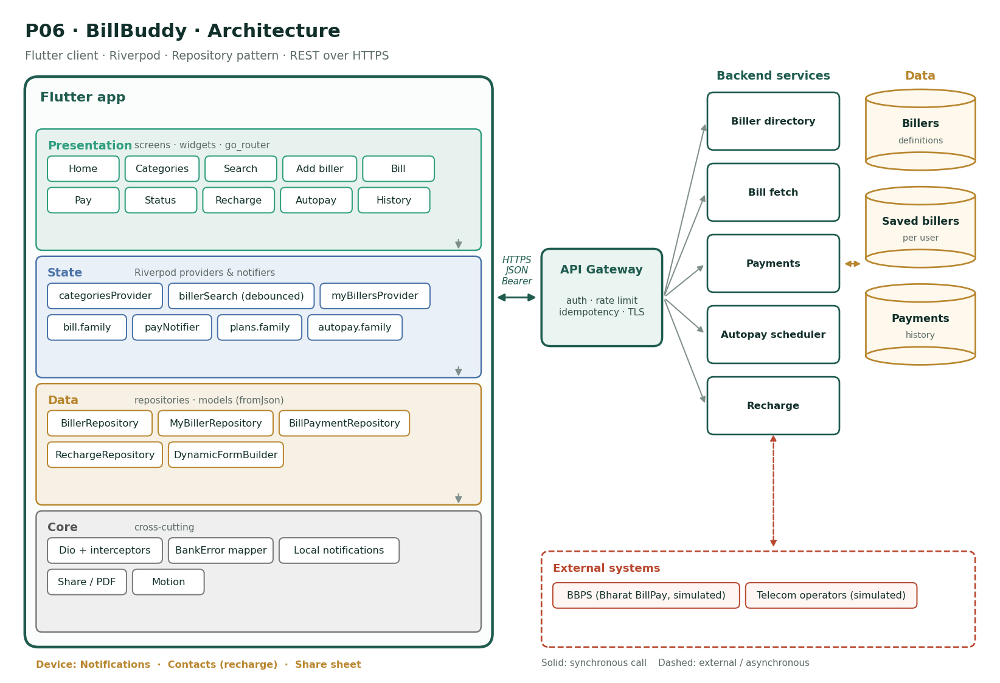 P06 · BillBuddy · Architecture
Flutter client · Riverpod · Repository pattern · REST over HTTPS
Flutter app
Presentation screens · widgets · go_router
Home Categories Search Add biller Bill
Pay Status Recharge Autopay History
State Riverpod providers & notifiers
categoriesProvider billerSearch (debounced) myBillersProvider
bill.family payNotifier plans.family autopay.family
Data repositories · models (fromJson)
BillerRepository MyBillerRepository BillPaymentRepository
RechargeRepository DynamicFormBuilder
Core cross-cutting
Dio + interceptors BankError mapper Local notifications
Share / PDF Motion
Device: Notifications · Contacts (recharge) · Share sheet
HTTPS
JSON
Bearer
API Gateway
auth · rate limit
idempotency · TLS
Backend services
Biller directory
Bill fetch
Payments
Autopay scheduler
Recharge
Data
Billers
definitions
Saved billers
per user
Payments
history
External systems
BBPS (Bharat BillPay, simulated) Telecom operators (simulated)
Solid: synchronous call Dashed: external / asynchronous